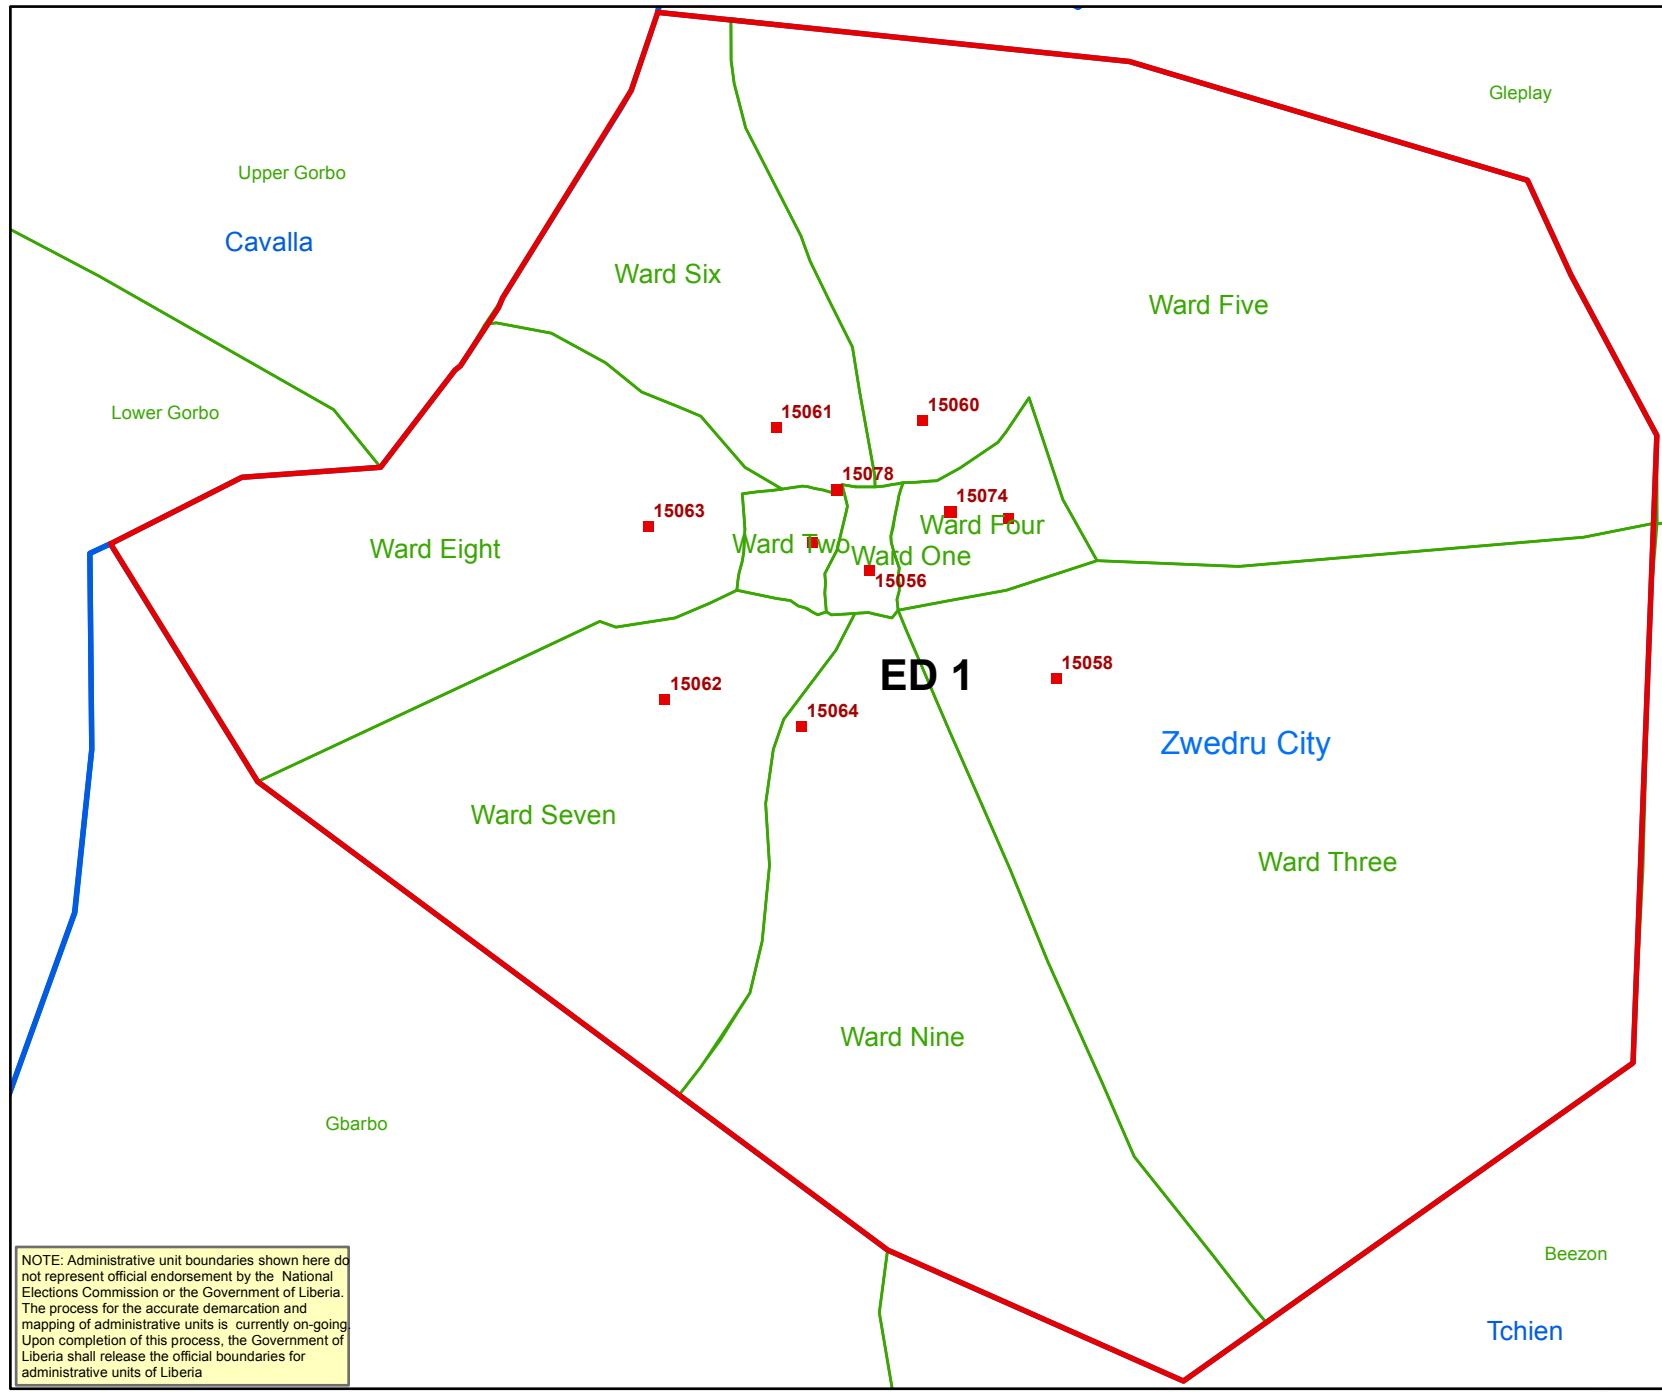 Gleplay
Upper Gorbo
Cavalla
Ward Six
Ward Five
Lower Gorbo
15061
15060
15078
15074
15063
Ward Four
Ward Eight
Ward Two
Ward One
15056
ED 1
15058
15062
15064
Zwedru City
Ward Seven
Ward Three
Ward Nine
Gbarbo
Beezon
Tchien
NOTE: Administrative unit boundaries shown here do
not represent official endorsement by the National
Elections Commission or the Government of Liberia.
The process for the accurate demarcation and
mapping of administrative units is currently on-going.
Upon completion of this process, the Government of
Liberia shall release the official boundaries for
administrative units of Liberia